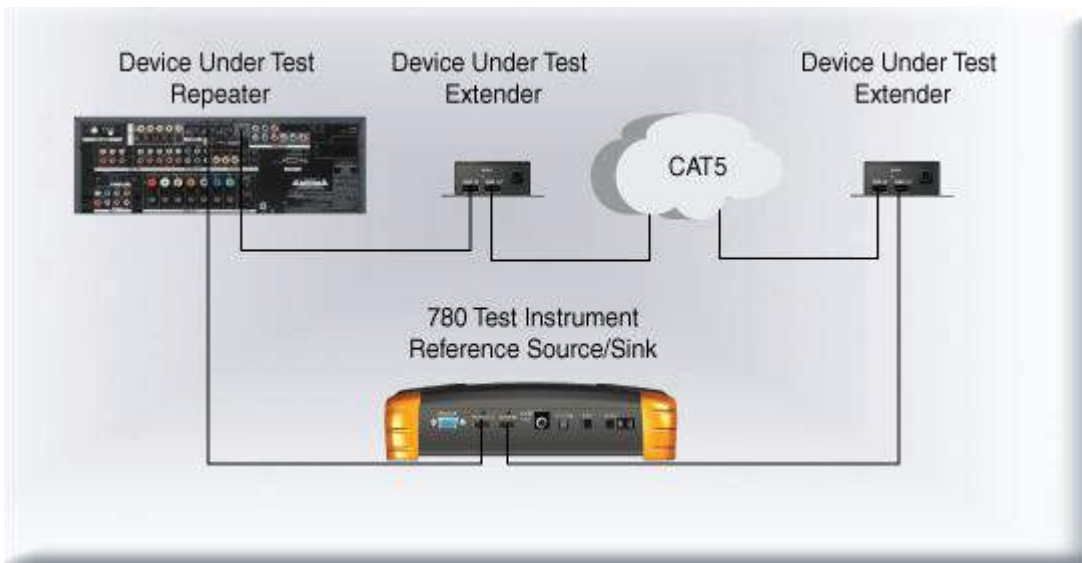 Device Under Test
Repeater
Device Under Test
Extender
Device Under Test
Extender
CAT5
780 Test Instrument
Reference Source/Sink